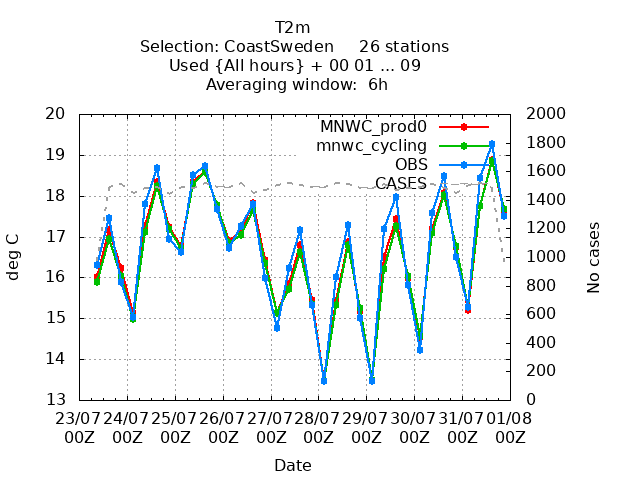 T2m
Selection: CoastSweden     26 stations
Used {All hours} + 00 01 ... 09
Averaging window:  6h
MNWC_prod0
mnwc_cycling
OBS
CASES
20
19
18
17
16
15
14
13
deg C
2000
1800
1600
1400
1200
1000
800
600
400
200
0
No cases
23/07 24/07 25/07 26/07 27/07 28/07 29/07 30/07 31/07 01/08
00Z 00Z 00Z 00Z 00Z 00Z 00Z 00Z 00Z 00Z
Date